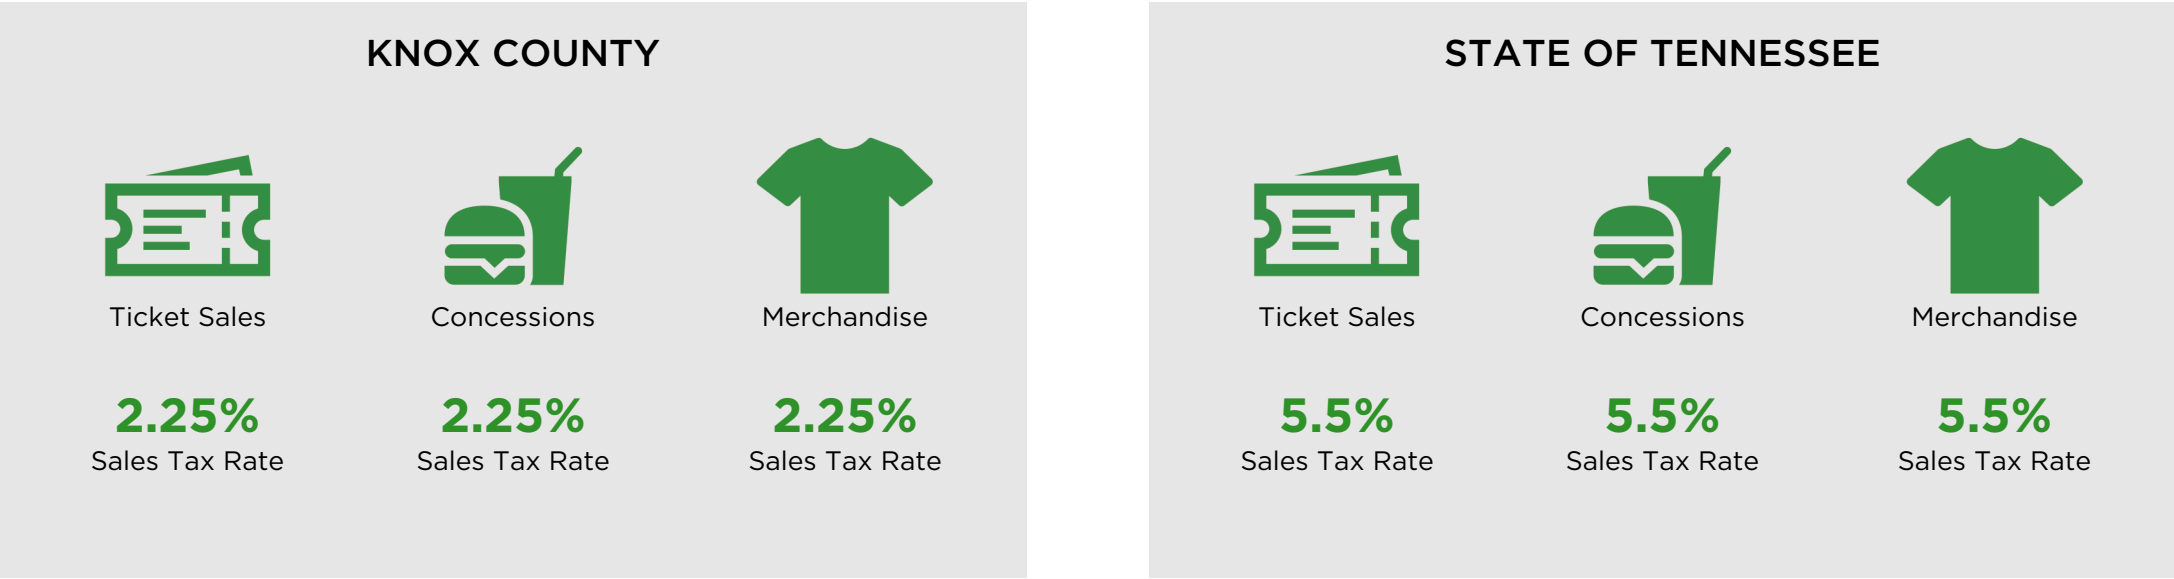 KNOX COUNTY
Ticket Sales
Concessions
Merchandise
2.25%
2.25%
2.25%
Sales Tax Rate
Sales Tax Rate
Sales Tax Rate
STATE OF TENNESSEE
Ticket Sales
Concessions
Merchandise
5.5%
5.5%
5.5%
Sales Tax Rate
Sales Tax Rate
Sales Tax Rate